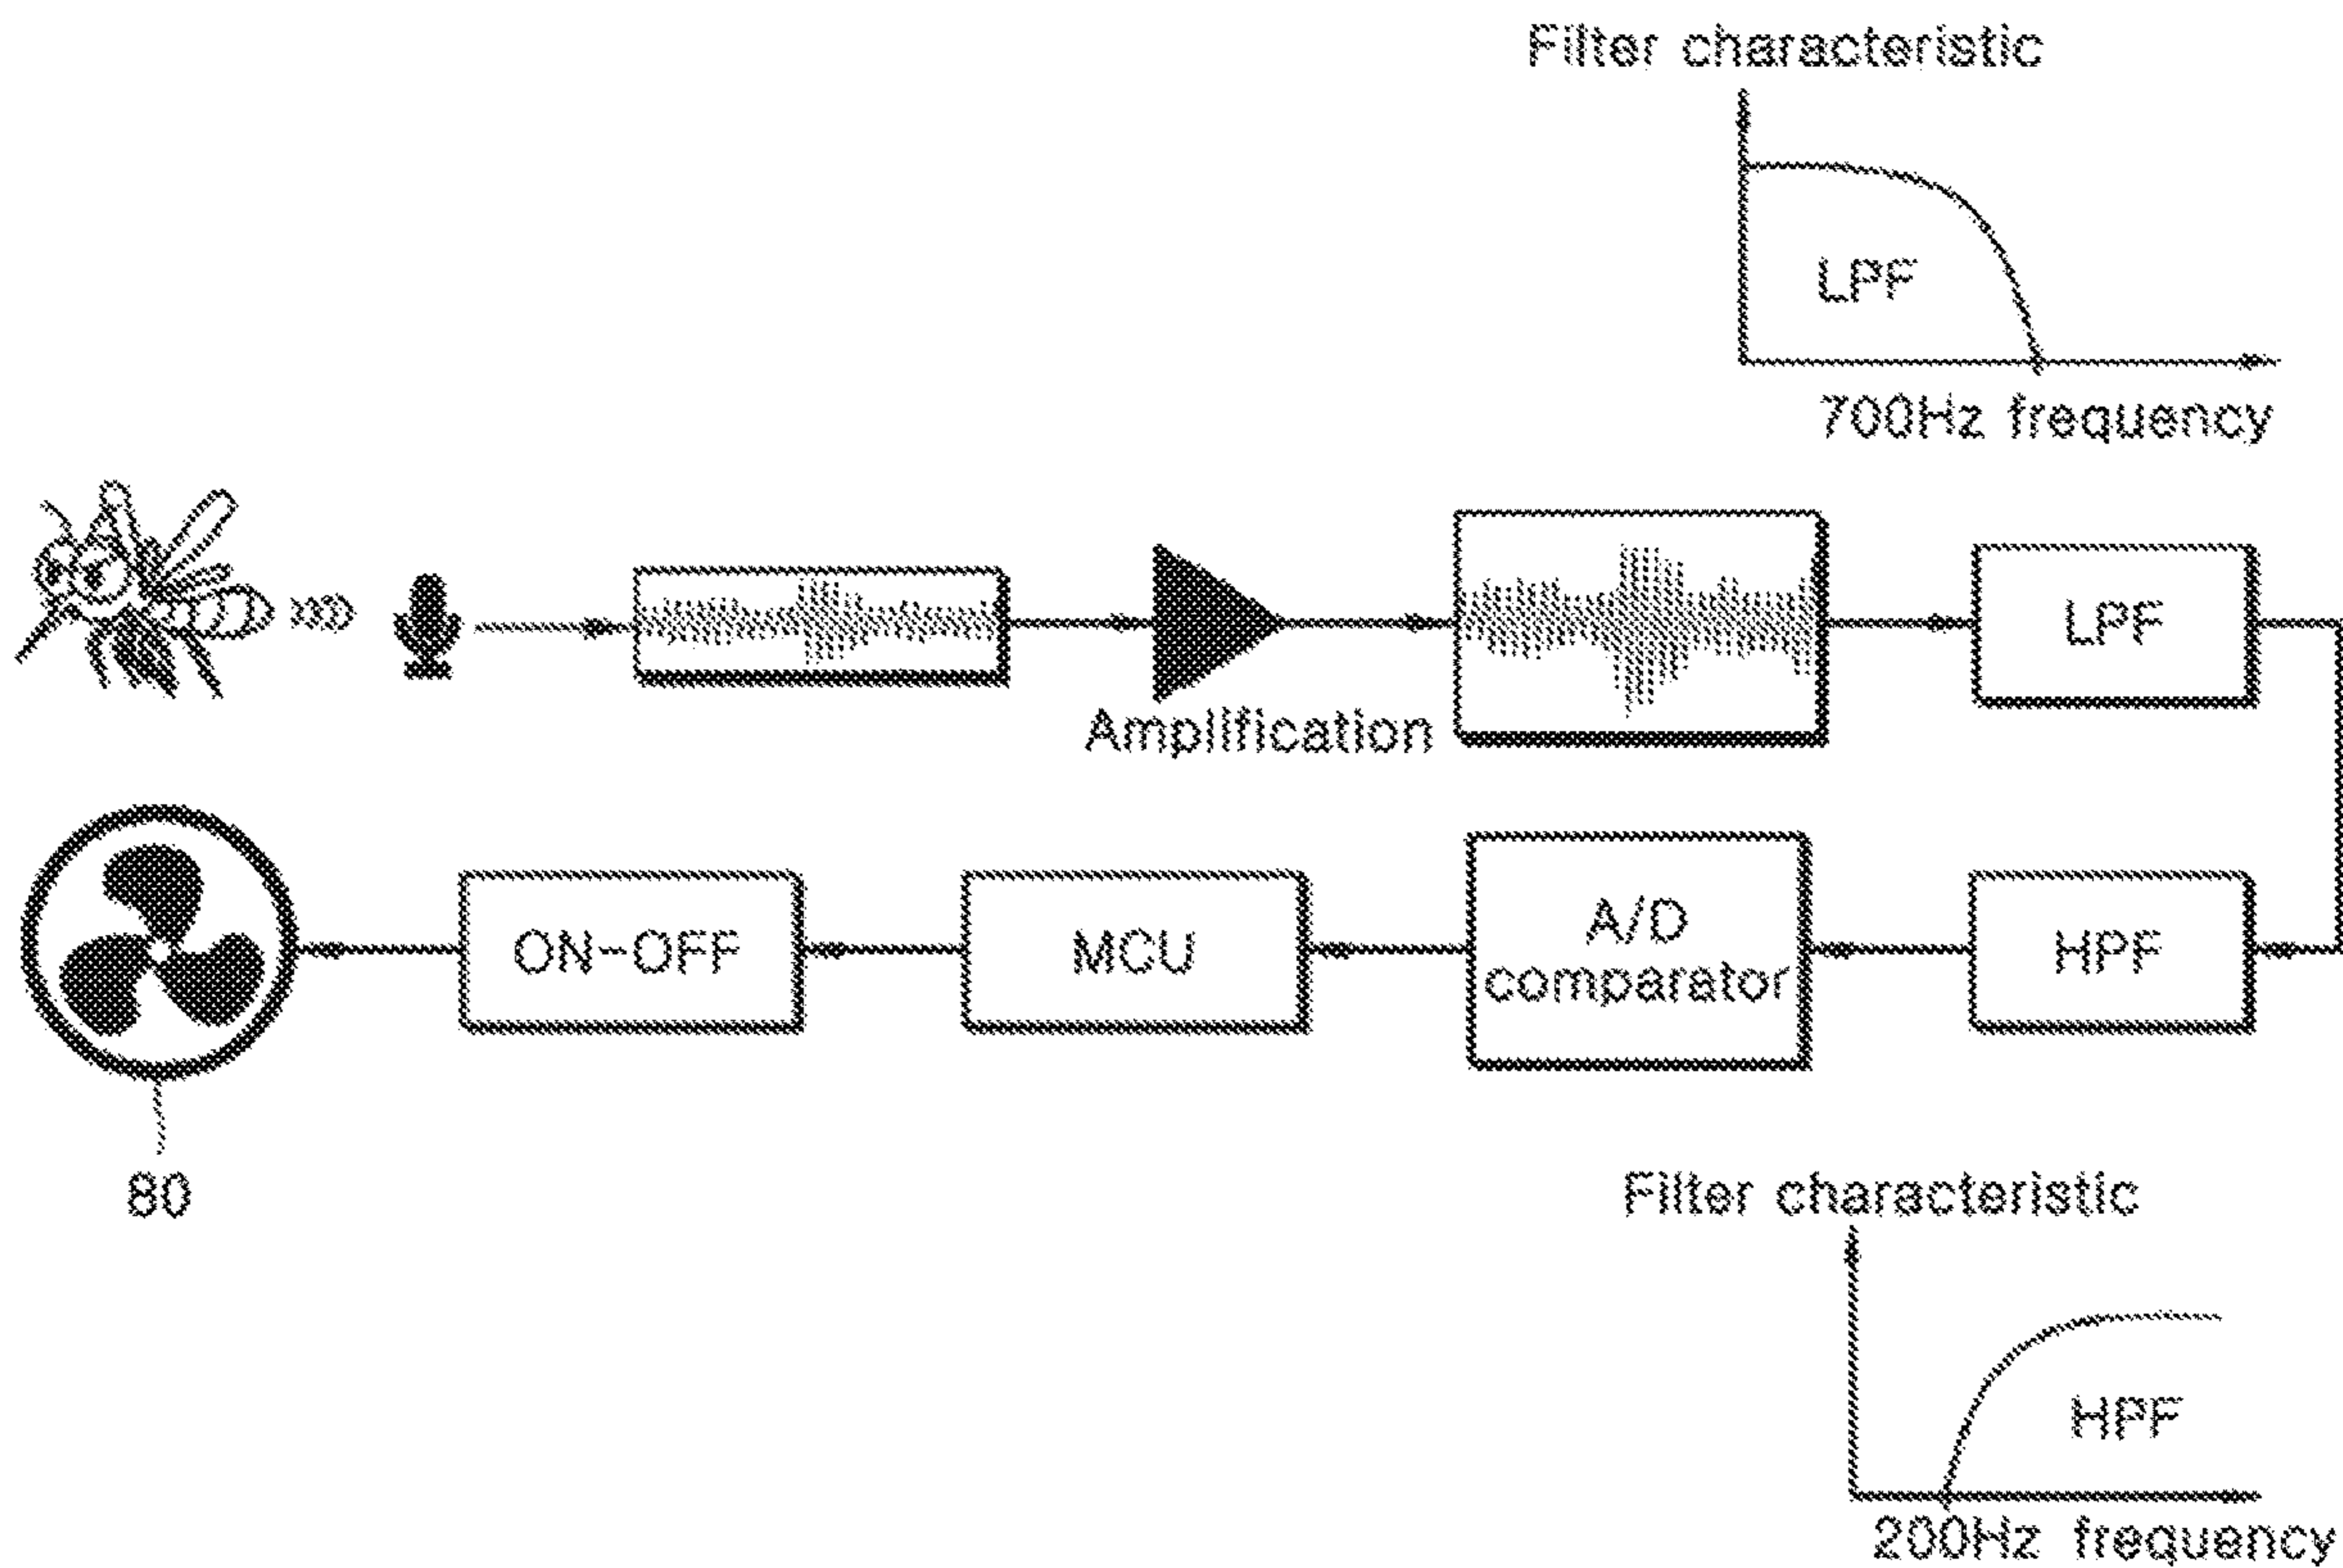 Filter characteristic
LPF
700Hz frequency
LPF
Amplification
ON-OFF
MCU
A/D
comparator
HPF
80
Filter characteristic
HPF
200Hz frequency